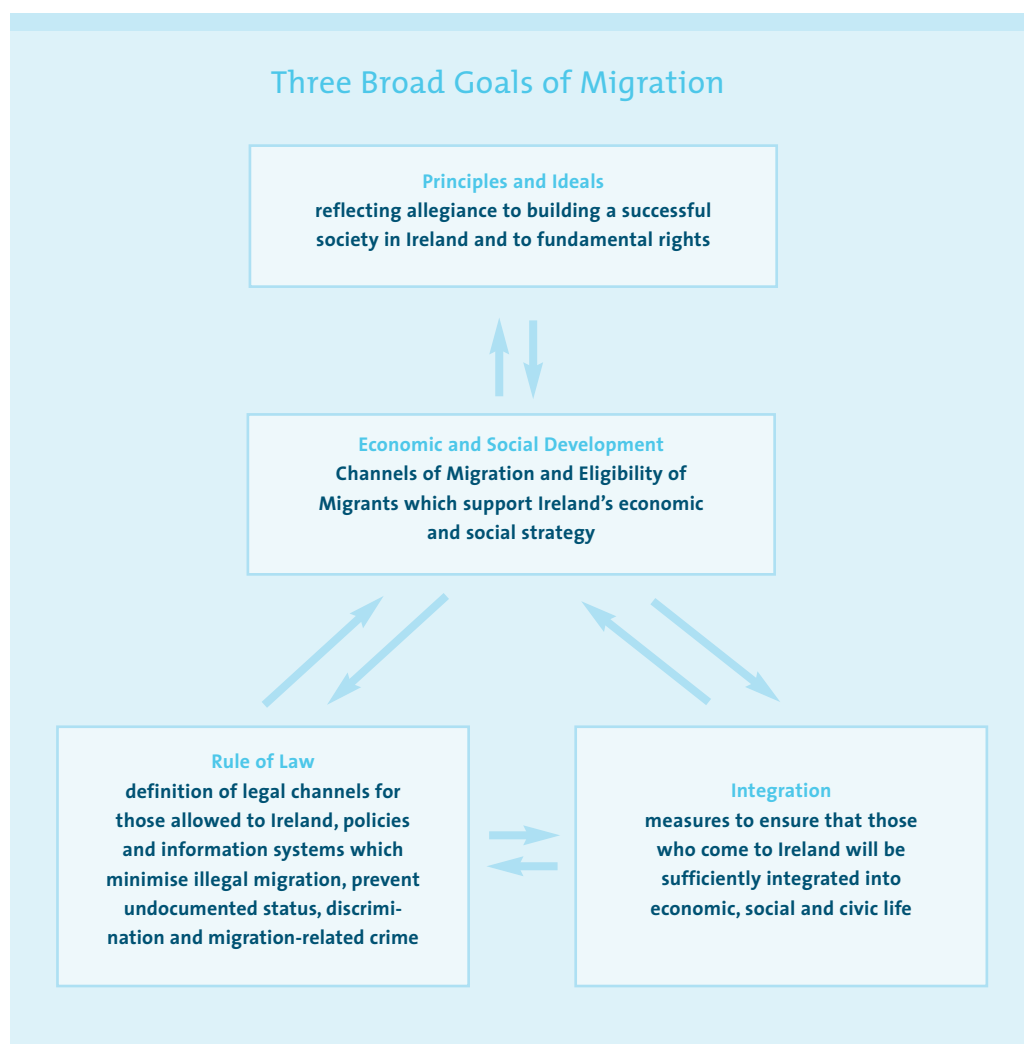 Three Broad Goals of Migration
Principles and Ideals
reflecting allegiance to building a successful
society in Ireland and to fundamental rights
Economic and Social Development
Channels of Migration and Eligibility of
Migrants which support Ireland's economic
and social strategy
Rule of Law
definition of legal channels for
those allowed to Ireland, policies
and information systems which
minimise illegal migration, prevent
undocumented status, discrimi-
nation and migration-related crime
Integration
measures to ensure that those
who come to Ireland will be
sufficiently integrated into
economic, social and civic life